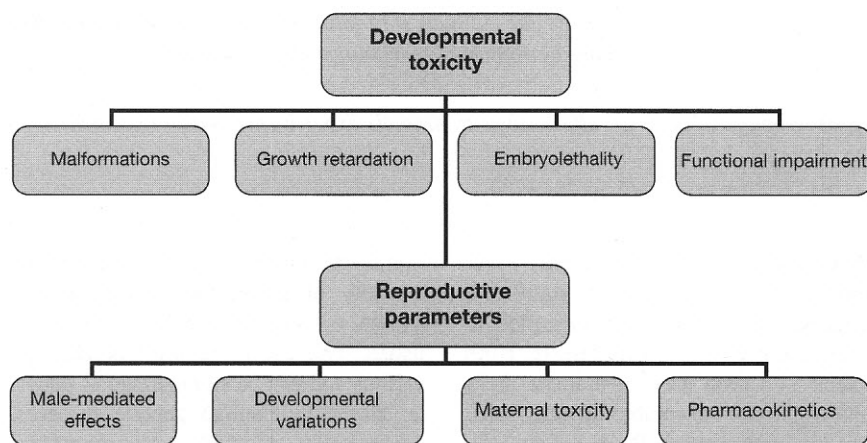 Developmental
toxicity
Malformations
Growth retardation
Embryolethality
Functional impairment
Reproductive
parameters
Male-mediated
effects
Developmental
variations
Maternal toxicity
Pharmacokinetics